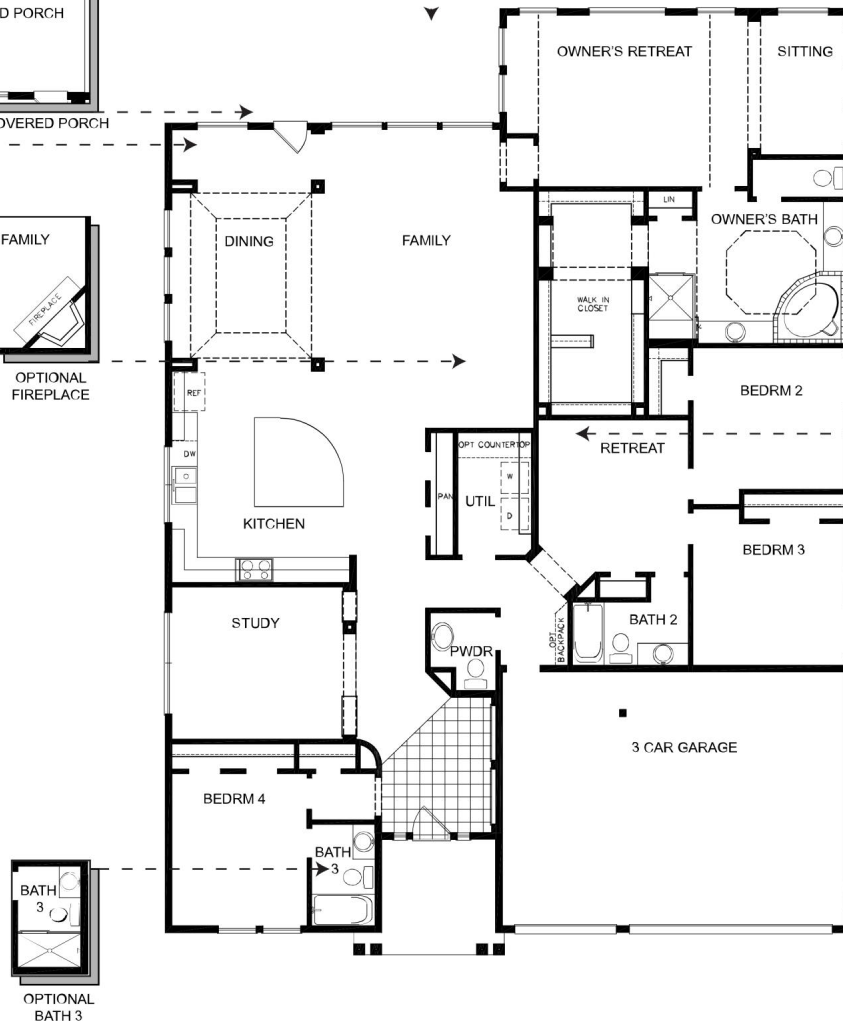 D PORCH
OVERED PORCH
OWNER'S RETREAT
SITTING
LIN
OWNER'S BATH
FAMILY
FIREPLACE
OPTIONAL
FIREPLACE
DINING
FAMILY
WALK IN
CLOSET
BEDRM 2
REF
DW
OPT COUNTERTOP
RETREAT
W
PAN
UTIL
D
KITCHEN
BEDRM 3
STUDY
PWDR
OPT
BACKPACK
BATH 2
3 CAR GARAGE
BEDRM 4
BATH
3
BATH
3
OPTIONAL
BATH 3